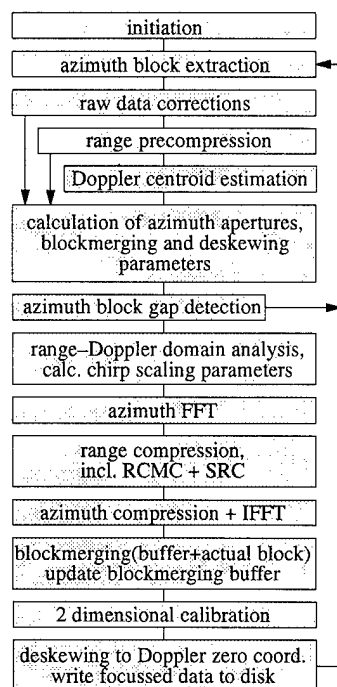 initiation
azimuth block extraction
raw data corrections
range precompression
Doppler centroid estimation
calculation of azimuth apertures,
blockmerging and deskewing
parameters
azimuth block gap detection
range–Doppler domain analysis,
calc. chirp scaling parameters
azimuth FFT
range compression,
incl. RCMC + SRC
azimuth compression + IFFT
blockmerging(buffer+actual block)
update blockmerging buffer
2 dimensional calibration
deskewing to Doppler zero coord.
write focussed data to disk